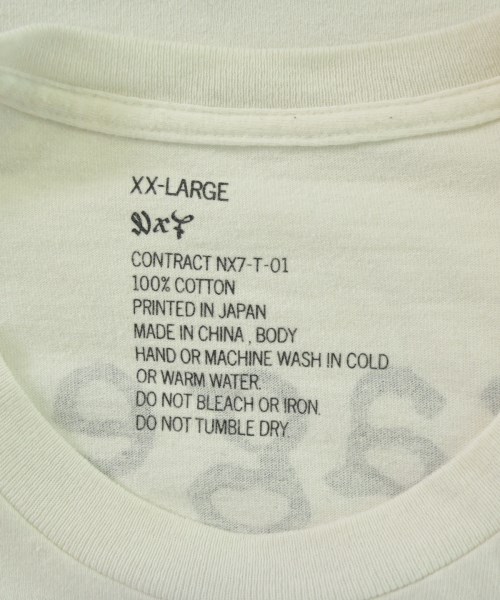 XX-LARGE
NX7
CONTRACT NX7-T-01
100% COTTON
PRINTED IN JAPAN
MADE IN CHINA , BODY
HAND OR MACHINE WASH IN COLD
OR WARM WATER.
DO NOT BLEACH OR IRON.
DO NOT TUMBLE DRY.